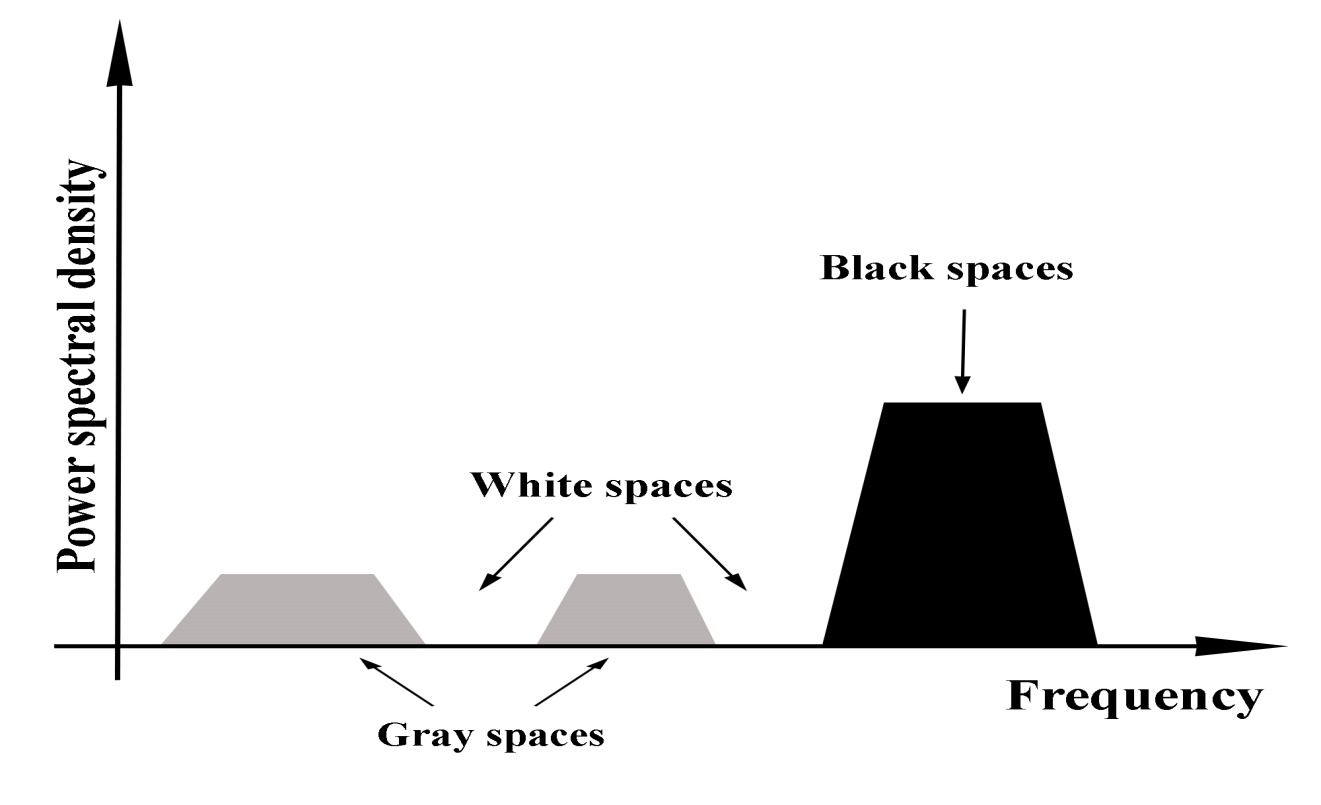 Power spectral density
Black spaces
White spaces
Frequency
Gray spaces